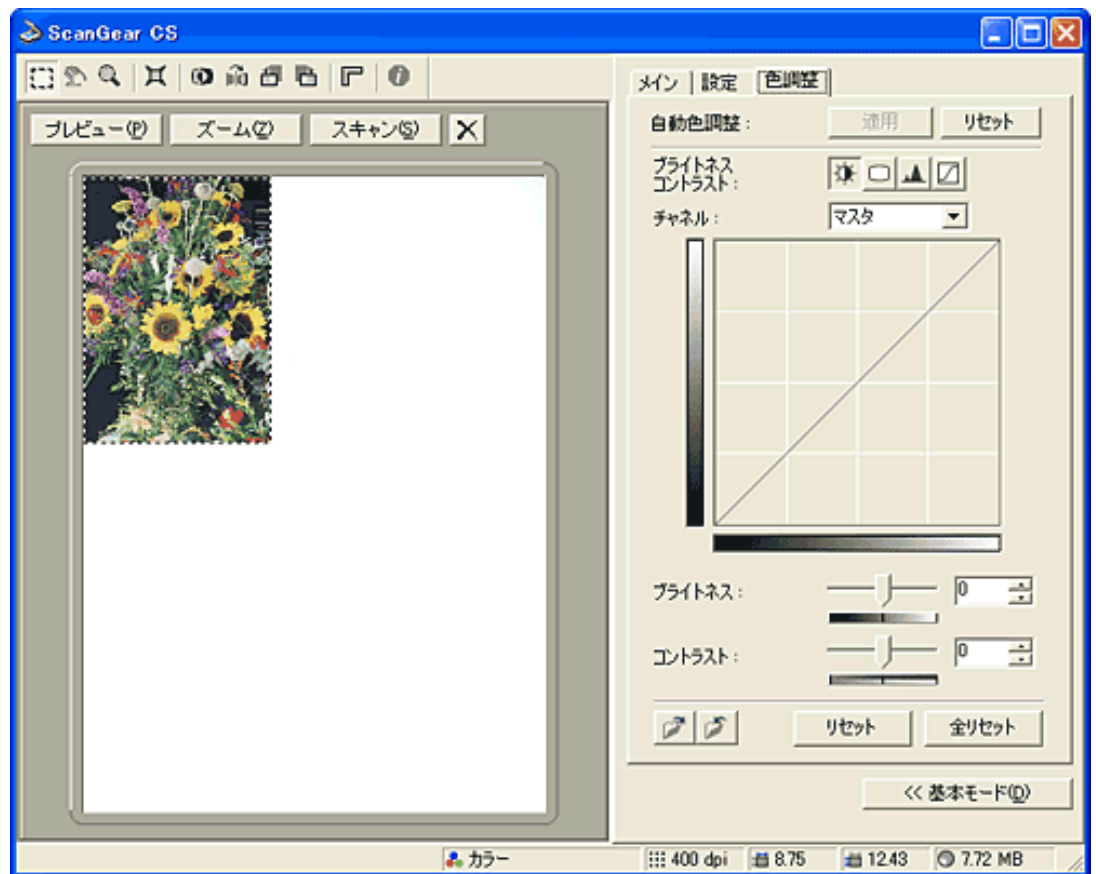 ScanGear CS
プレビュー(P) ズーム(Z) スキャン(S)
メイン 設定 色調整
自動色調整: 適用 リセット
ブライトネス
コントラスト:
チャネル: マスタ
ブライトネス: 0
コントラスト: 0
リセット 全リセット
<< 基本モード(D)
カラー 400 dpi 8.75 12.43 7.72 MB